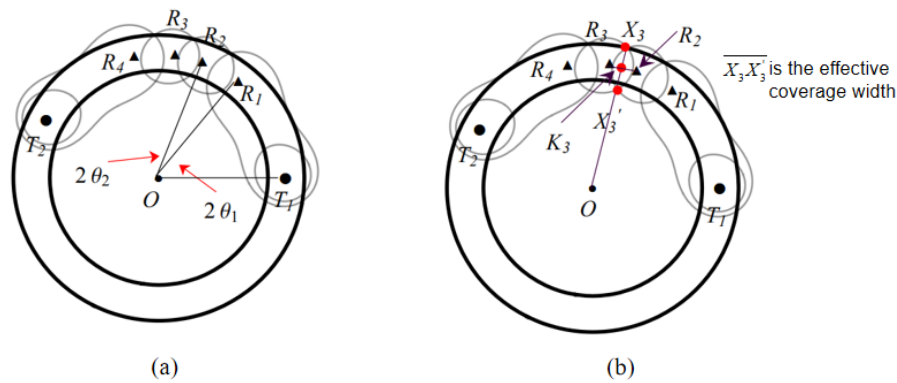 R₃
R₂
R₄
R₁
T₂
T₁
2 θ₂
2 θ₁
O
(a)
R₃
X₃
R₂
R₄
R₁
K₃
X₃'
T₂
T₁
O
(b)
X₃X₃' is the effective
coverage width